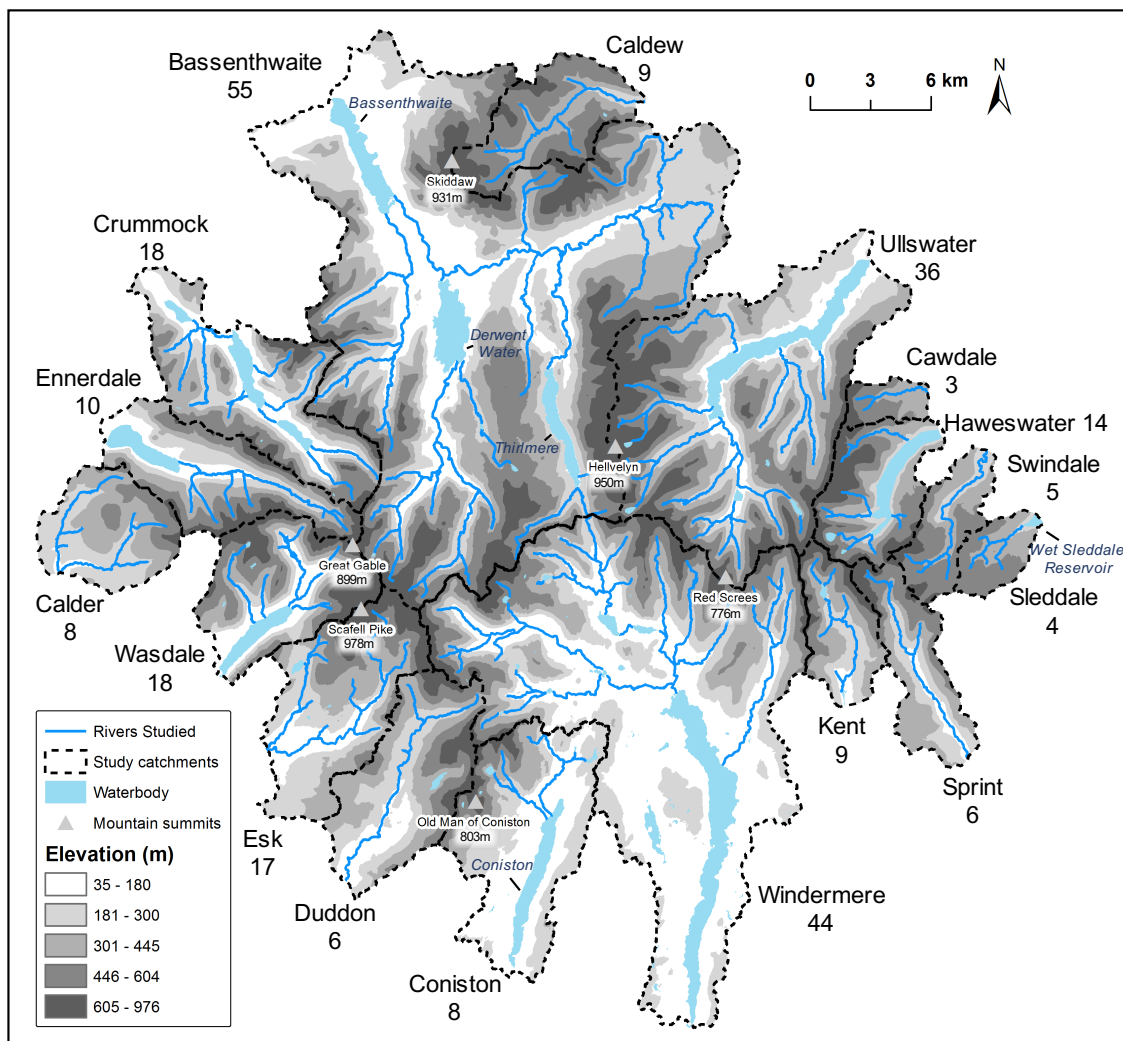 Caldew
9
Bassenthwaite
55
Bassenthwaite
0 3 6 km
N
Skiddaw
931m
Crummock
18
Ullswater
36
Derwent
Water
Ennerdale
10
Cawdale
3
Haweswater 14
Thirlmere
Hellvelyn
950m
Swindale
5
Wet Sleddale
Reservoir
Great Gable
899m
Red Screes
776m
Sleddale
4
Calder
8
Scafell Pike
978m
Wasdale
18
Kent
9
Sprint
6
Old Man of Coniston
803m
Esk
17
Coniston
Duddon
6
Windermere
44
Coniston
8
Rivers Studied
Study catchments
Waterbody
Mountain summits
Elevation (m)
35 - 180
181 - 300
301 - 445
446 - 604
605 - 976